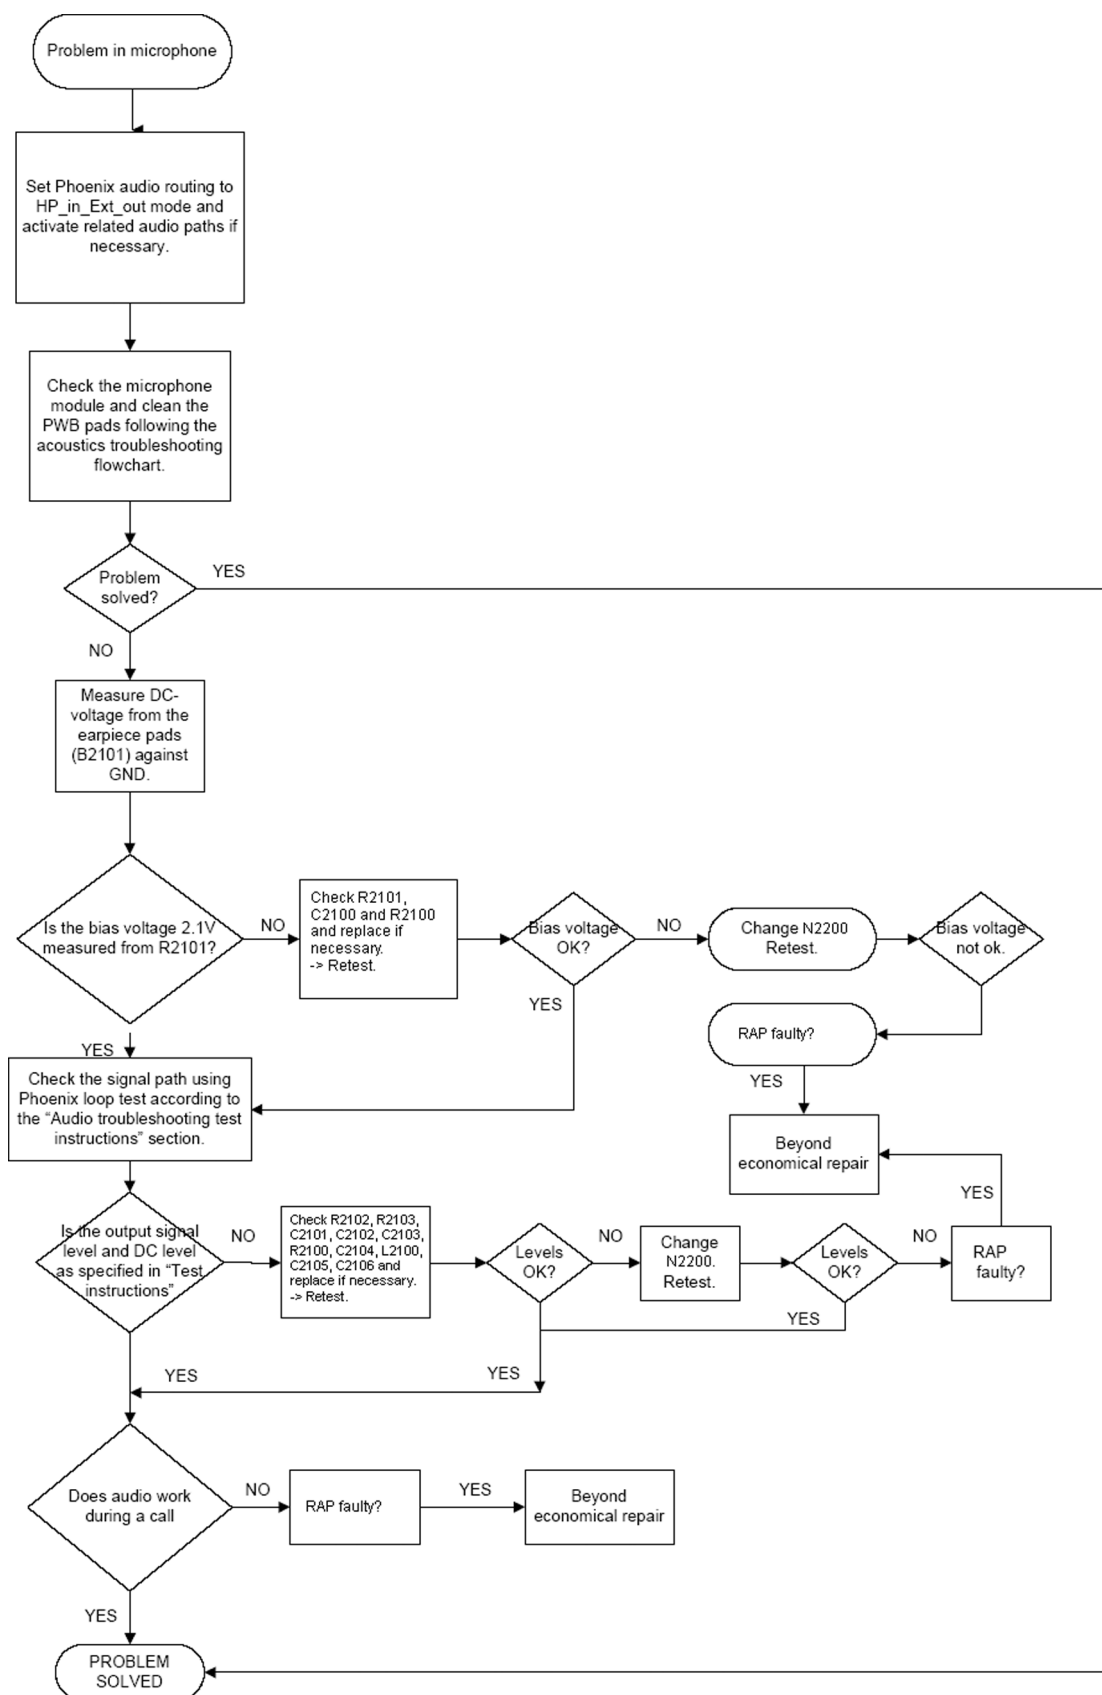 Problem in microphone
Set Phoenix audio routing to
HP_in_Ext_out mode and
activate related audio paths if
necessary.
Check the microphone
module and clean the
PWB pads following the
acoustics troubleshooting
flowchart.
Problem
solved?
YES
NO
Measure DC-
voltage from the
earpiece pads
(B2101) against
GND.
Is the bias voltage 2.1V
measured from R2101?
NO
Check R2101,
C2100 and R2100
and replace if
necessary.
-> Retest.
Bias voltage
OK?
NO
Change N2200
Retest.
Bias voltage
not ok.
YES
RAP faulty?
YES
Beyond
economical repair
YES
Check the signal path using
Phoenix loop test according to
the “Audio troubleshooting test
instructions” section.
Is the output signal
level and DC level
as specified in “Test
instructions”
NO
Check R2102, R2103,
C2101, C2102, C2103,
R2100, C2104, L2100,
C2105, C2106 and
replace if necessary.
-> Retest.
Levels
OK?
NO
Change
N2200.
Retest.
Levels
OK?
NO
RAP
faulty?
YES
YES
YES
YES
Does audio work
during a call
NO
RAP faulty?
YES
Beyond
economical repair
YES
PROBLEM
SOLVED